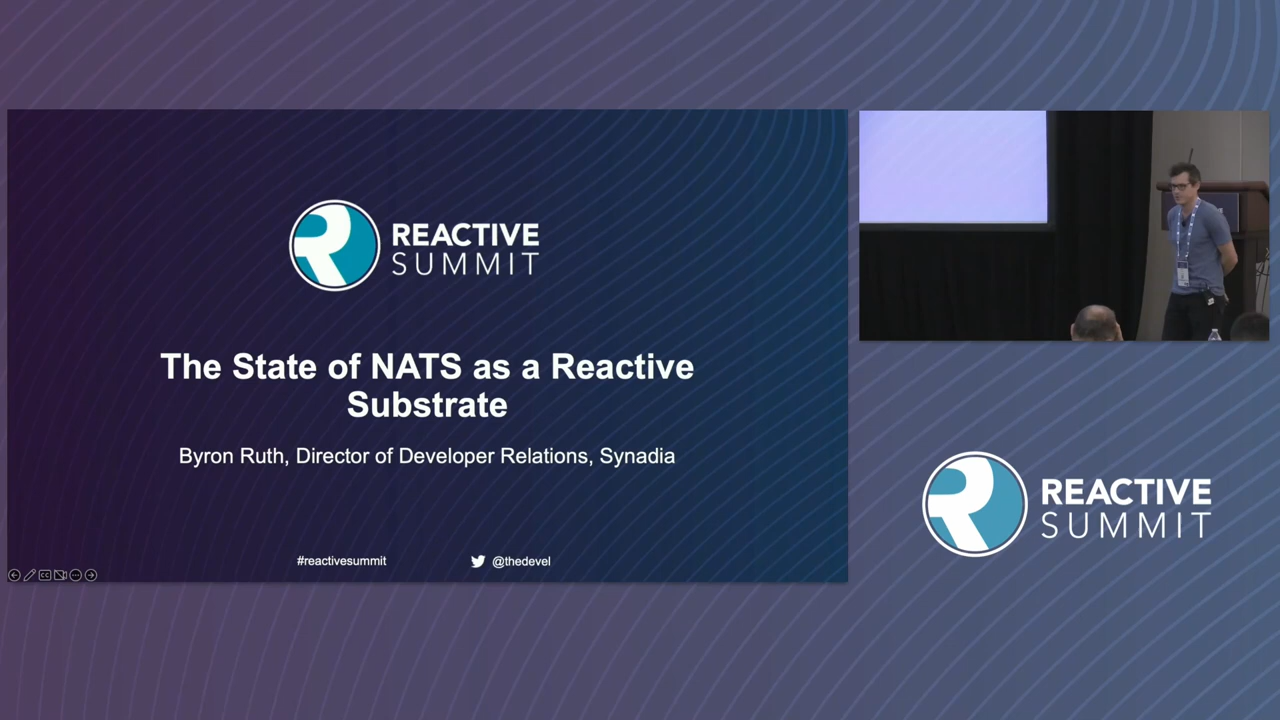 REACTIVE
SUMMIT
The State of NATS as a Reactive
Substrate
Byron Ruth, Director of Developer Relations, Synadia
#reactivesummit
@thedevel
REACTIVE
SUMMIT